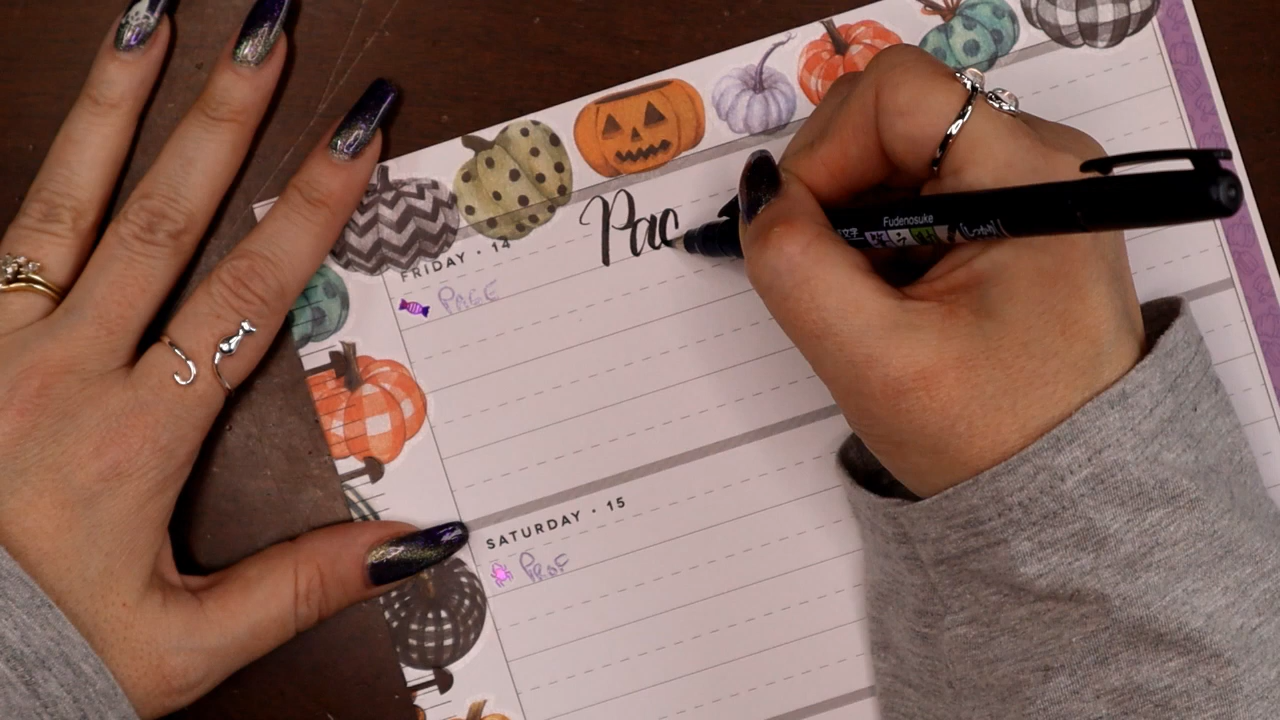 Fudenosuke
Pac
FRIDAY · 14
PAGE
SATURDAY · 15
PROF